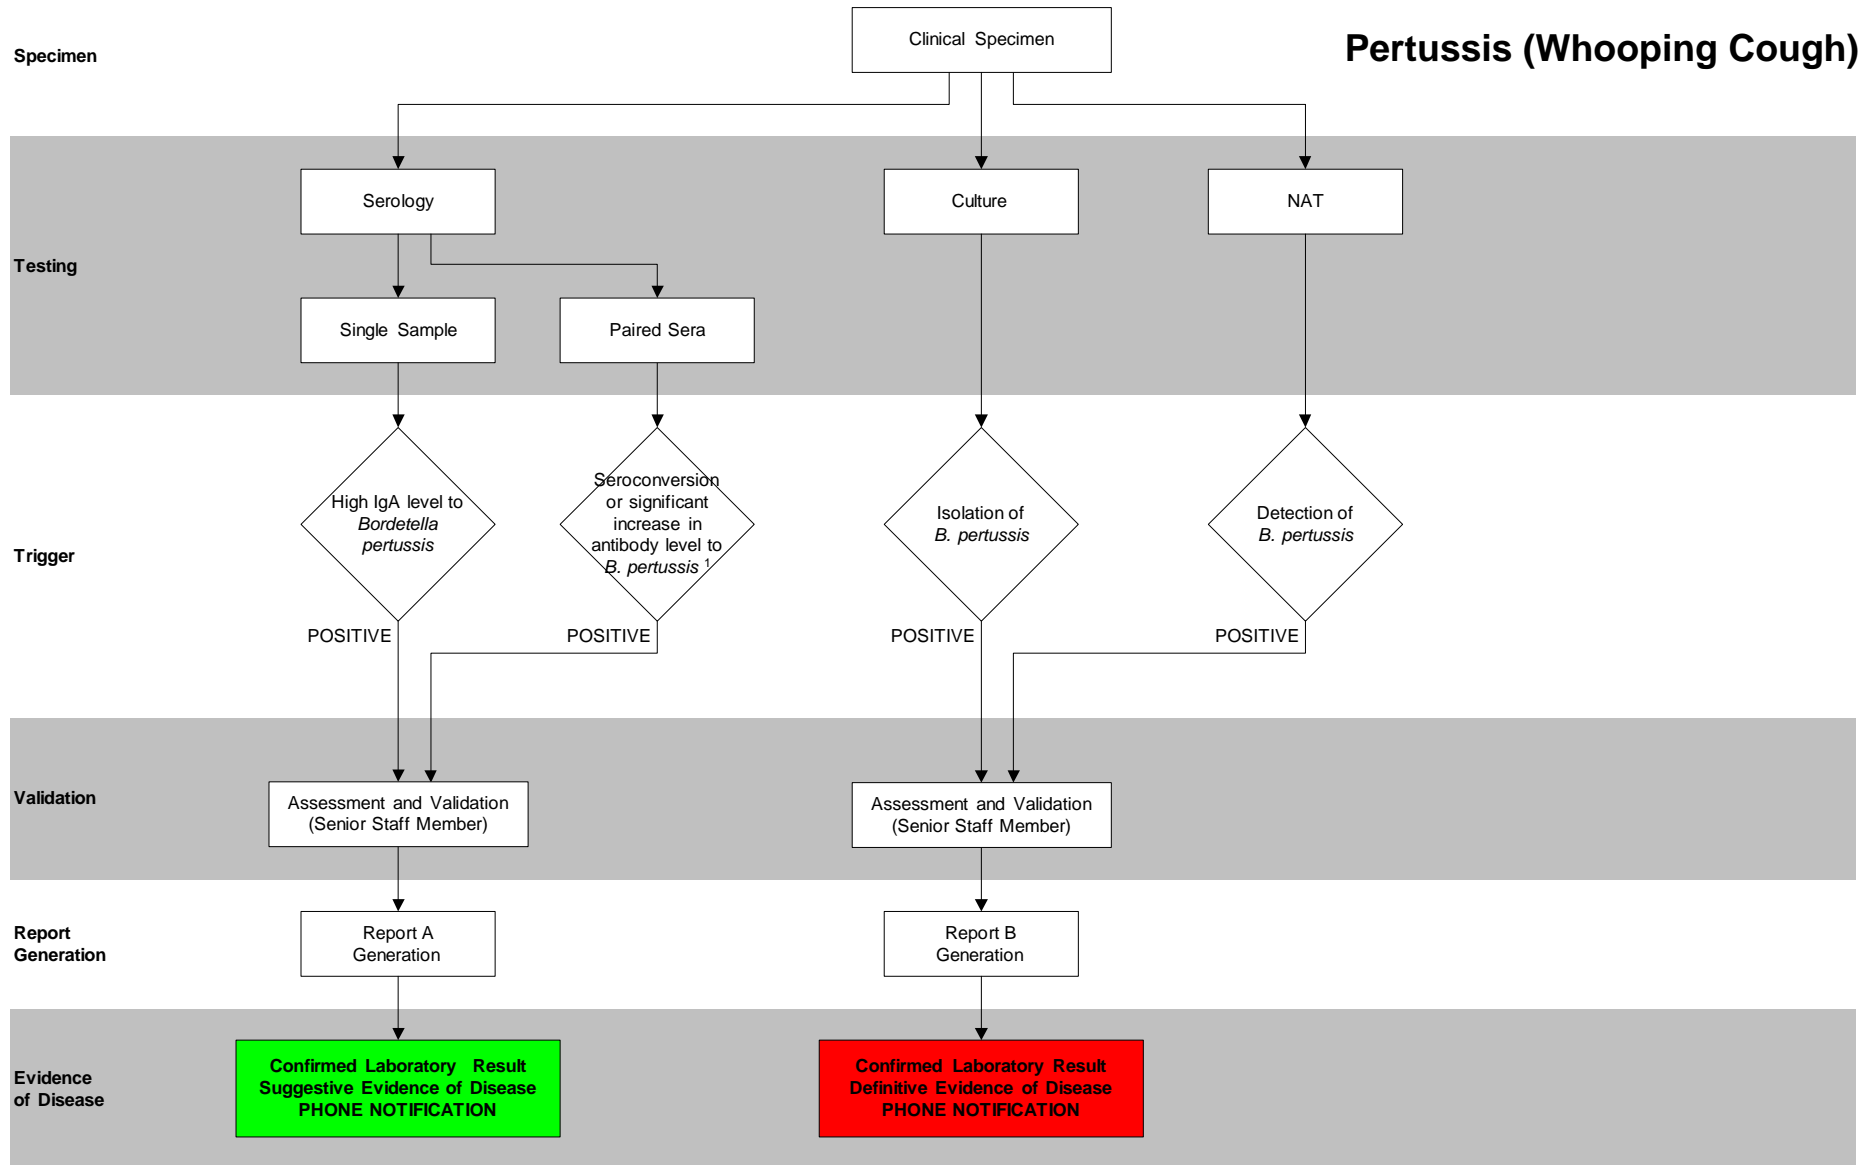 Pertussis (Whooping Cough)
Specimen
Clinical Specimen
Testing
Serology
Culture
NAT
Single Sample
Paired Sera
Trigger
High IgA level to
Bordetella
pertussis
Seroconversion
or significant
increase in
antibody level to
B. pertussis 1
Isolation of
B. pertussis
Detection of
B. pertussis
POSITIVE
POSITIVE
POSITIVE
POSITIVE
Validation
Assessment and Validation
(Senior Staff Member)
Assessment and Validation
(Senior Staff Member)
Report
Generation
Report A
Generation
Report B
Generation
Evidence
of Disease
Confirmed Laboratory Result
Suggestive Evidence of Disease
PHONE NOTIFICATION
Confirmed Laboratory Result
Definitive Evidence of Disease
PHONE NOTIFICATION